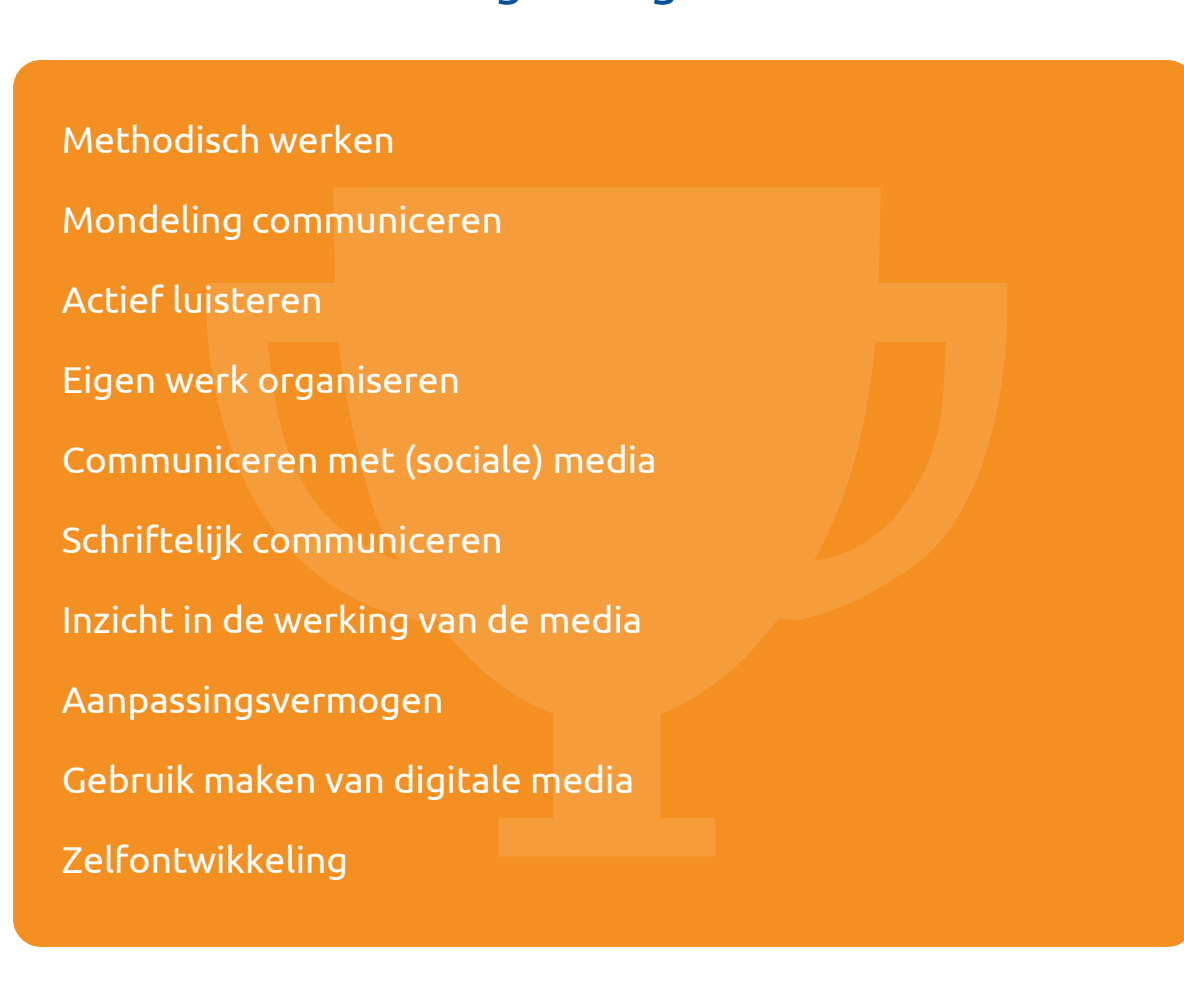 Methodisch werken
Mondeling communiceren
Actief luisteren
Eigen werk organiseren
Communiceren met (sociale) media
Schriftelijk communiceren
Inzicht in de werking van de media
Aanpassingsvermogen
Gebruik maken van digitale media
Zelfontwikkeling